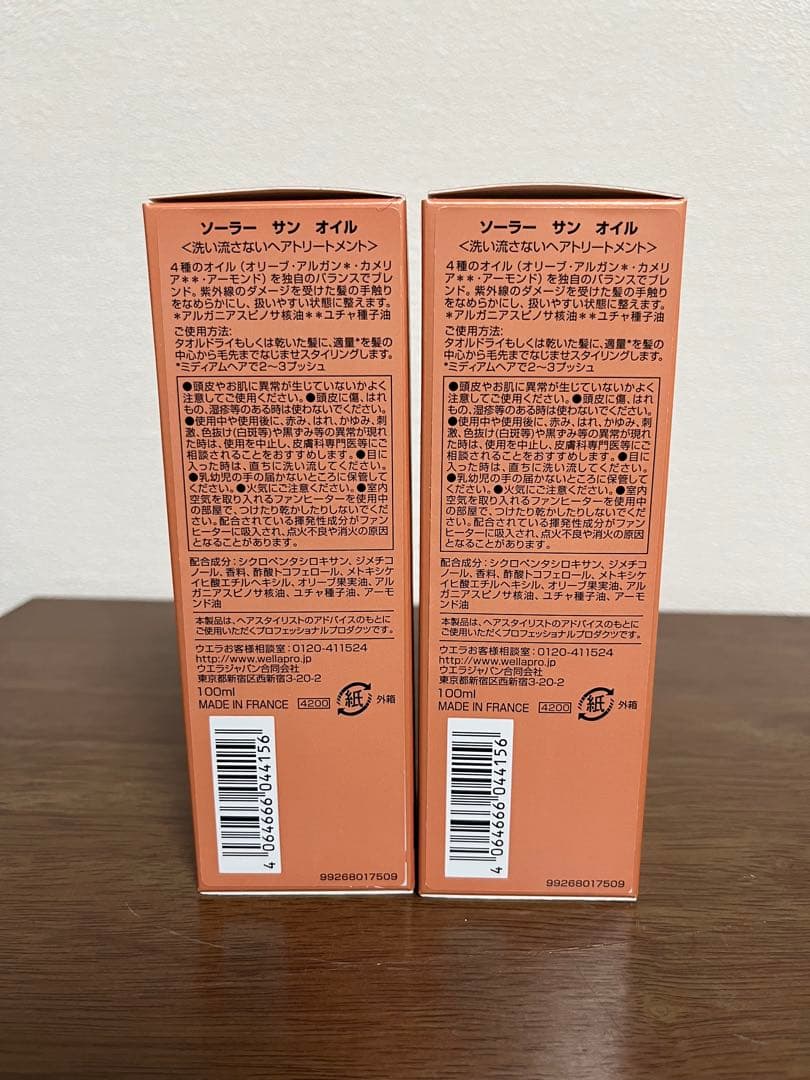 ソーラー サン オイル
<洗い流さないヘアトリートメント>
4種のオイル(オリーブ・アルガン*・カメリ
ア**・アーモンド)を独自のバランスでブレ
ンド。紫外線のダメージを受けた髪の手触り
をなめらかにし、扱いやすい状態に整えます。
*アルガニアスピノサ核油**ユチャ種子油
ご使用方法:
タオルドライもしくは乾いた髪に、適量*を髪の
中心から毛先までなじませスタイリングします。
*ミディアムヘアで2〜3プッシュ
●頭皮やお肌に異常が生じていないかよく
注意してご使用ください。●頭皮に傷、はれ
もの、湿疹等のある時は使わないでください。
●使用中や使用後に、赤み、はれ、かゆみ、刺
激、色抜け(白斑等)や黒ずみ等の異常が現れ
た時は、使用を中止し、皮膚科専門医等にご
相談されることをおすすめします。●目に
入った時は、直ちに洗い流してください。
●乳幼児の手の届かないところに保管して
ください。●火気にご注意ください。●室内
空気を取り入れるファンヒーターを使用中
の部屋で、つけたり乾かしたりしないでくだ
さい。配合されている揮発性成分がファン
ヒーターに吸入され、点火不良や消火の原因
となることがあります。
配合成分:シクロペンタシロキサン、ジメチコ
ノール、香料、酢酸トコフェロール、メトキシケ
イヒ酸エチルヘキシル、オリーブ果実油、アル
ガニアスピノサ核油、ユチャ種子油、アーモ
ンド油
本製品は、ヘアスタイリストのアドバイスのもとに
ご使用いただくプロフェッショナルプロダクツです。
ウエラお客様相談室:0120-411524
http://www.wellapro.jp
ウエラジャパン合同会社
東京都新宿区西新宿3-20-2
100ml
MADE IN FRANCE 4200 紙 外箱
4 064666 044156
99268017509
ソーラー サン オイル
<洗い流さないヘアトリートメント>
4種のオイル(オリーブ・アルガン*・カメリ
ア**・アーモンド)を独自のバランスでブレ
ンド。紫外線のダメージを受けた髪の手触り
をなめらかにし、扱いやすい状態に整えます。
*アルガニアスピノサ核油**ユチャ種子油
ご使用方法:
タオルドライもしくは乾いた髪に、適量*を髪の
中心から毛先までなじませスタイリングします。
*ミディアムヘアで2〜3プッシュ
●頭皮やお肌に異常が生じていないかよく
注意してご使用ください。●頭皮に傷、はれ
もの、湿疹等のある時は使わないでください。
●使用中や使用後に、赤み、はれ、かゆみ、刺
激、色抜け(白斑等)や黒ずみ等の異常が現れ
た時は、使用を中止し、皮膚科専門医等にご
相談されることをおすすめします。●目に
入った時は、直ちに洗い流してください。
●乳幼児の手の届かないところに保管して
ください。●火気にご注意ください。●室内
空気を取り入れるファンヒーターを使用中
の部屋で、つけたり乾かしたりしないでくだ
さい。配合されている揮発性成分がファン
ヒーターに吸入され、点火不良や消火の原因
となることがあります。
配合成分:シクロペンタシロキサン、ジメチコ
ノール、香料、酢酸トコフェロール、メトキシケ
イヒ酸エチルヘキシル、オリーブ果実油、アル
ガニアスピノサ核油、ユチャ種子油、アーモ
ンド油
本製品は、ヘアスタイリストのアドバイスのもとに
ご使用いただくプロフェッショナルプロダクツです。
ウエラお客様相談室:0120-411524
http://www.wellapro.jp
ウエラジャパン合同会社
東京都新宿区西新宿3-20-2
100ml
MADE IN FRANCE 4200 紙 外箱
4 064666 044156
99268017509